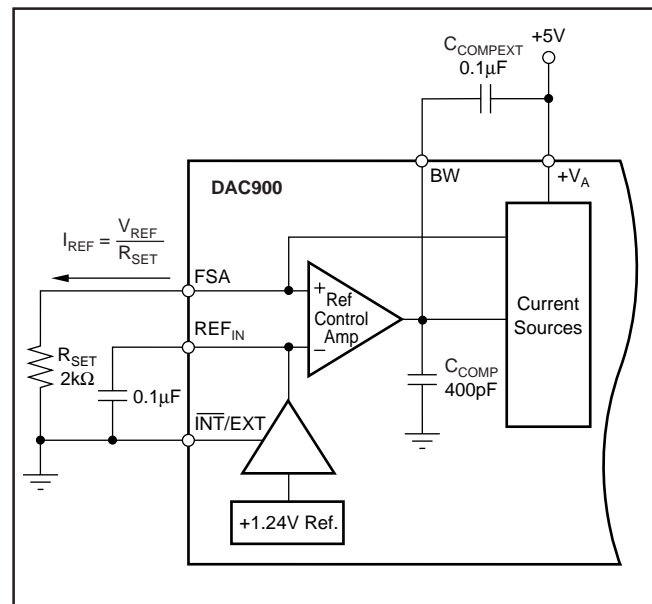 C_COMPEXT
0.1µF
+5V
DAC900
BW
+V_A
I_REF = V_REF / R_SET
FSA
REF_IN
+
Ref
Control
Amp
–
Current
Sources
R_SET
2kΩ
0.1µF
C_COMP
400pF
I̅N̅T̅/EXT
+1.24V Ref.